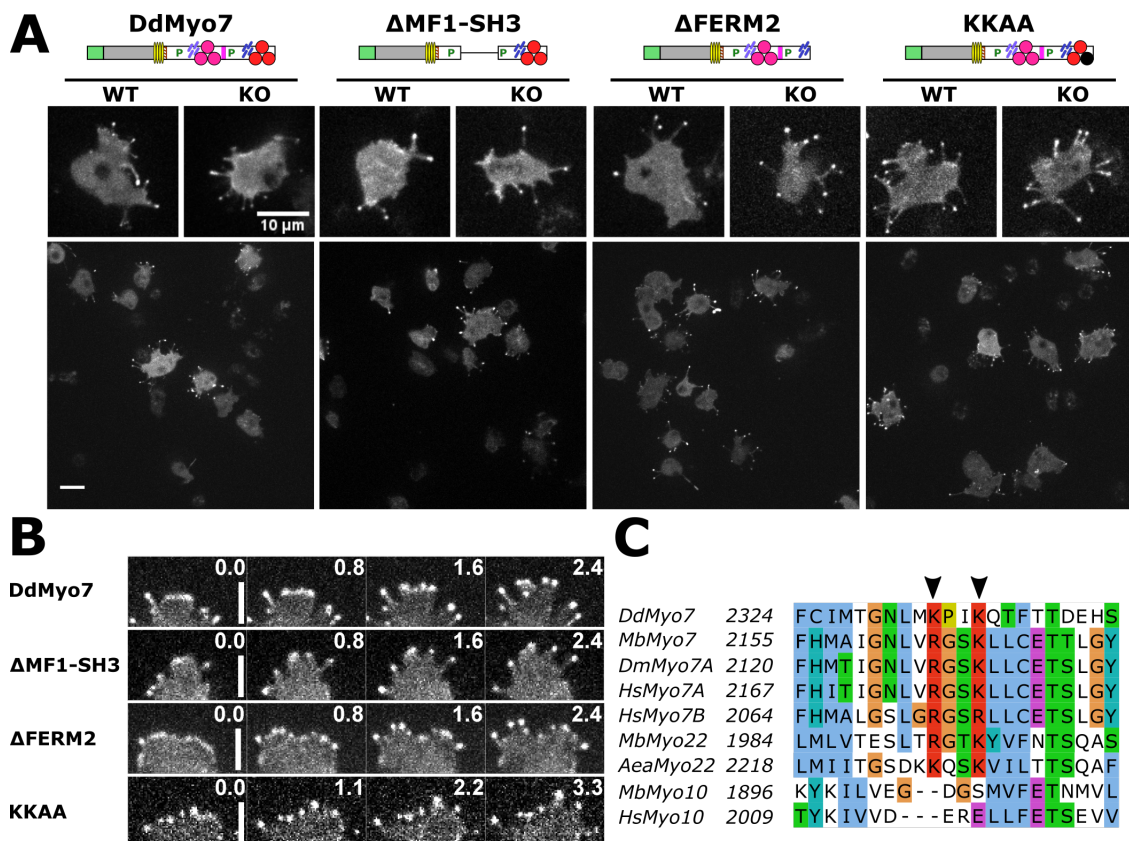 A
DdMyo7 ΔMF1-SH3 ΔFERM2 KKAA
P P P P P P P P
WT KO WT KO WT KO WT KO
10 µm
B
DdMyo7 0.0 0.8 1.6 2.4
ΔMF1-SH3 0.0 0.8 1.6 2.4
ΔFERM2 0.0 0.8 2.6 2.4
KKAA 0.0 1.1 2.2 3.3
C
DdMyo7 2324 FCIMTGNLMKPIKQTFTTDEHS
MbMyo7 2155 FHMAIGNLVRGSKLLCETTLGY
DmMyo7A 2120 FHMTIGNLVRGSKLLCETSLGY
HsMyo7A 2167 FHITIGNLVRGSKLLCETSLGY
HsMyo7B 2064 FHMALGSLGRGSRLLCETSLGY
MbMyo22 1984 LMLVTESLTRGTKYVFNTSQAS
AeaMyo22 2218 LMIITGSDKKQSKVILTTSQAF
MbMyo10 1896 KYKILVEG--DGSMVFETNMVL
HsMyo10 2009 TYKIVVD---ERELLFETSEVV